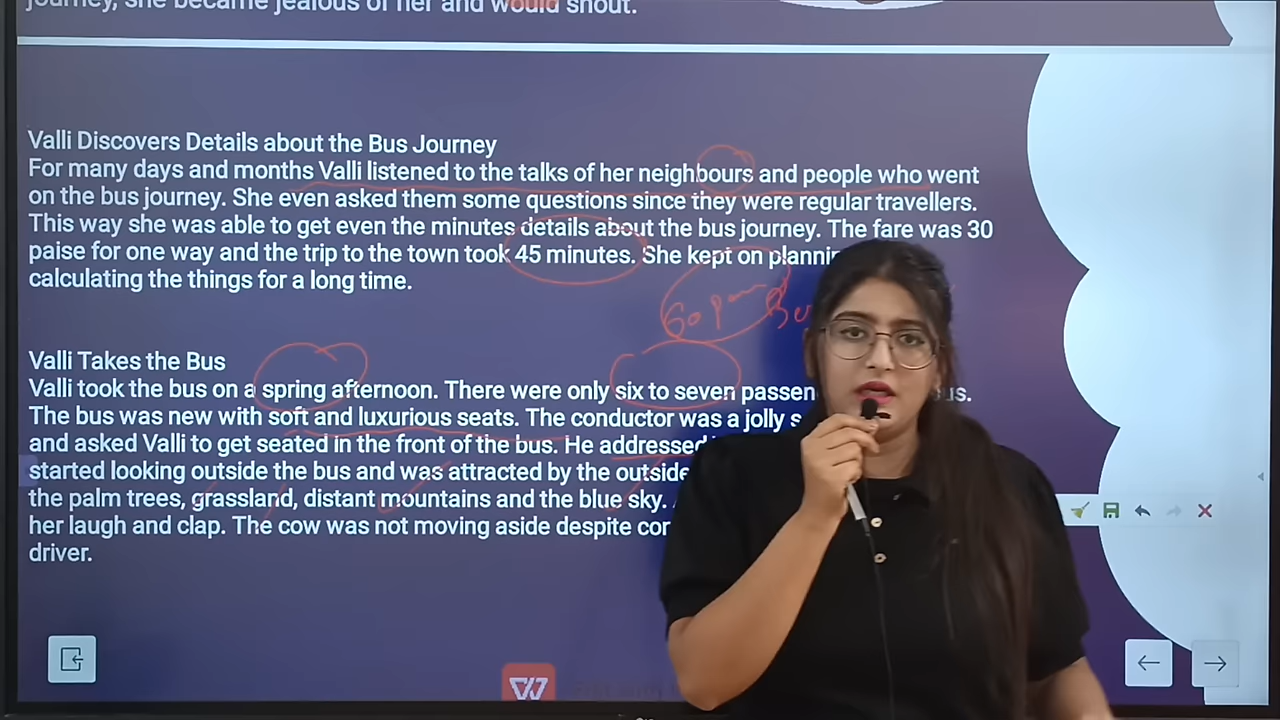 journey, she became jealous of her and would shout.
Valli Discovers Details about the Bus Journey
For many days and months Valli listened to the talks of her neighbours and people who went
on the bus journey. She even asked them some questions since they were regular travellers.
This way she was able to get even the minutes details about the bus journey. The fare was 30
paise for one way and the trip to the town took 45 minutes. She kept on
calculating the things for a long time.
60
Valli Takes the Bus
Valli took the bus on a spring afternoon. There were only six to seven
The bus was new with soft and luxurious seats. The conductor was a jolly
and asked Valli to get seated in the front of the bus. He addressed
started looking outside the bus and was attracted by the outside
the palm trees, grassland, distant mountains and the blue sky.
her laugh and clap. The cow was not moving aside despite
driver.